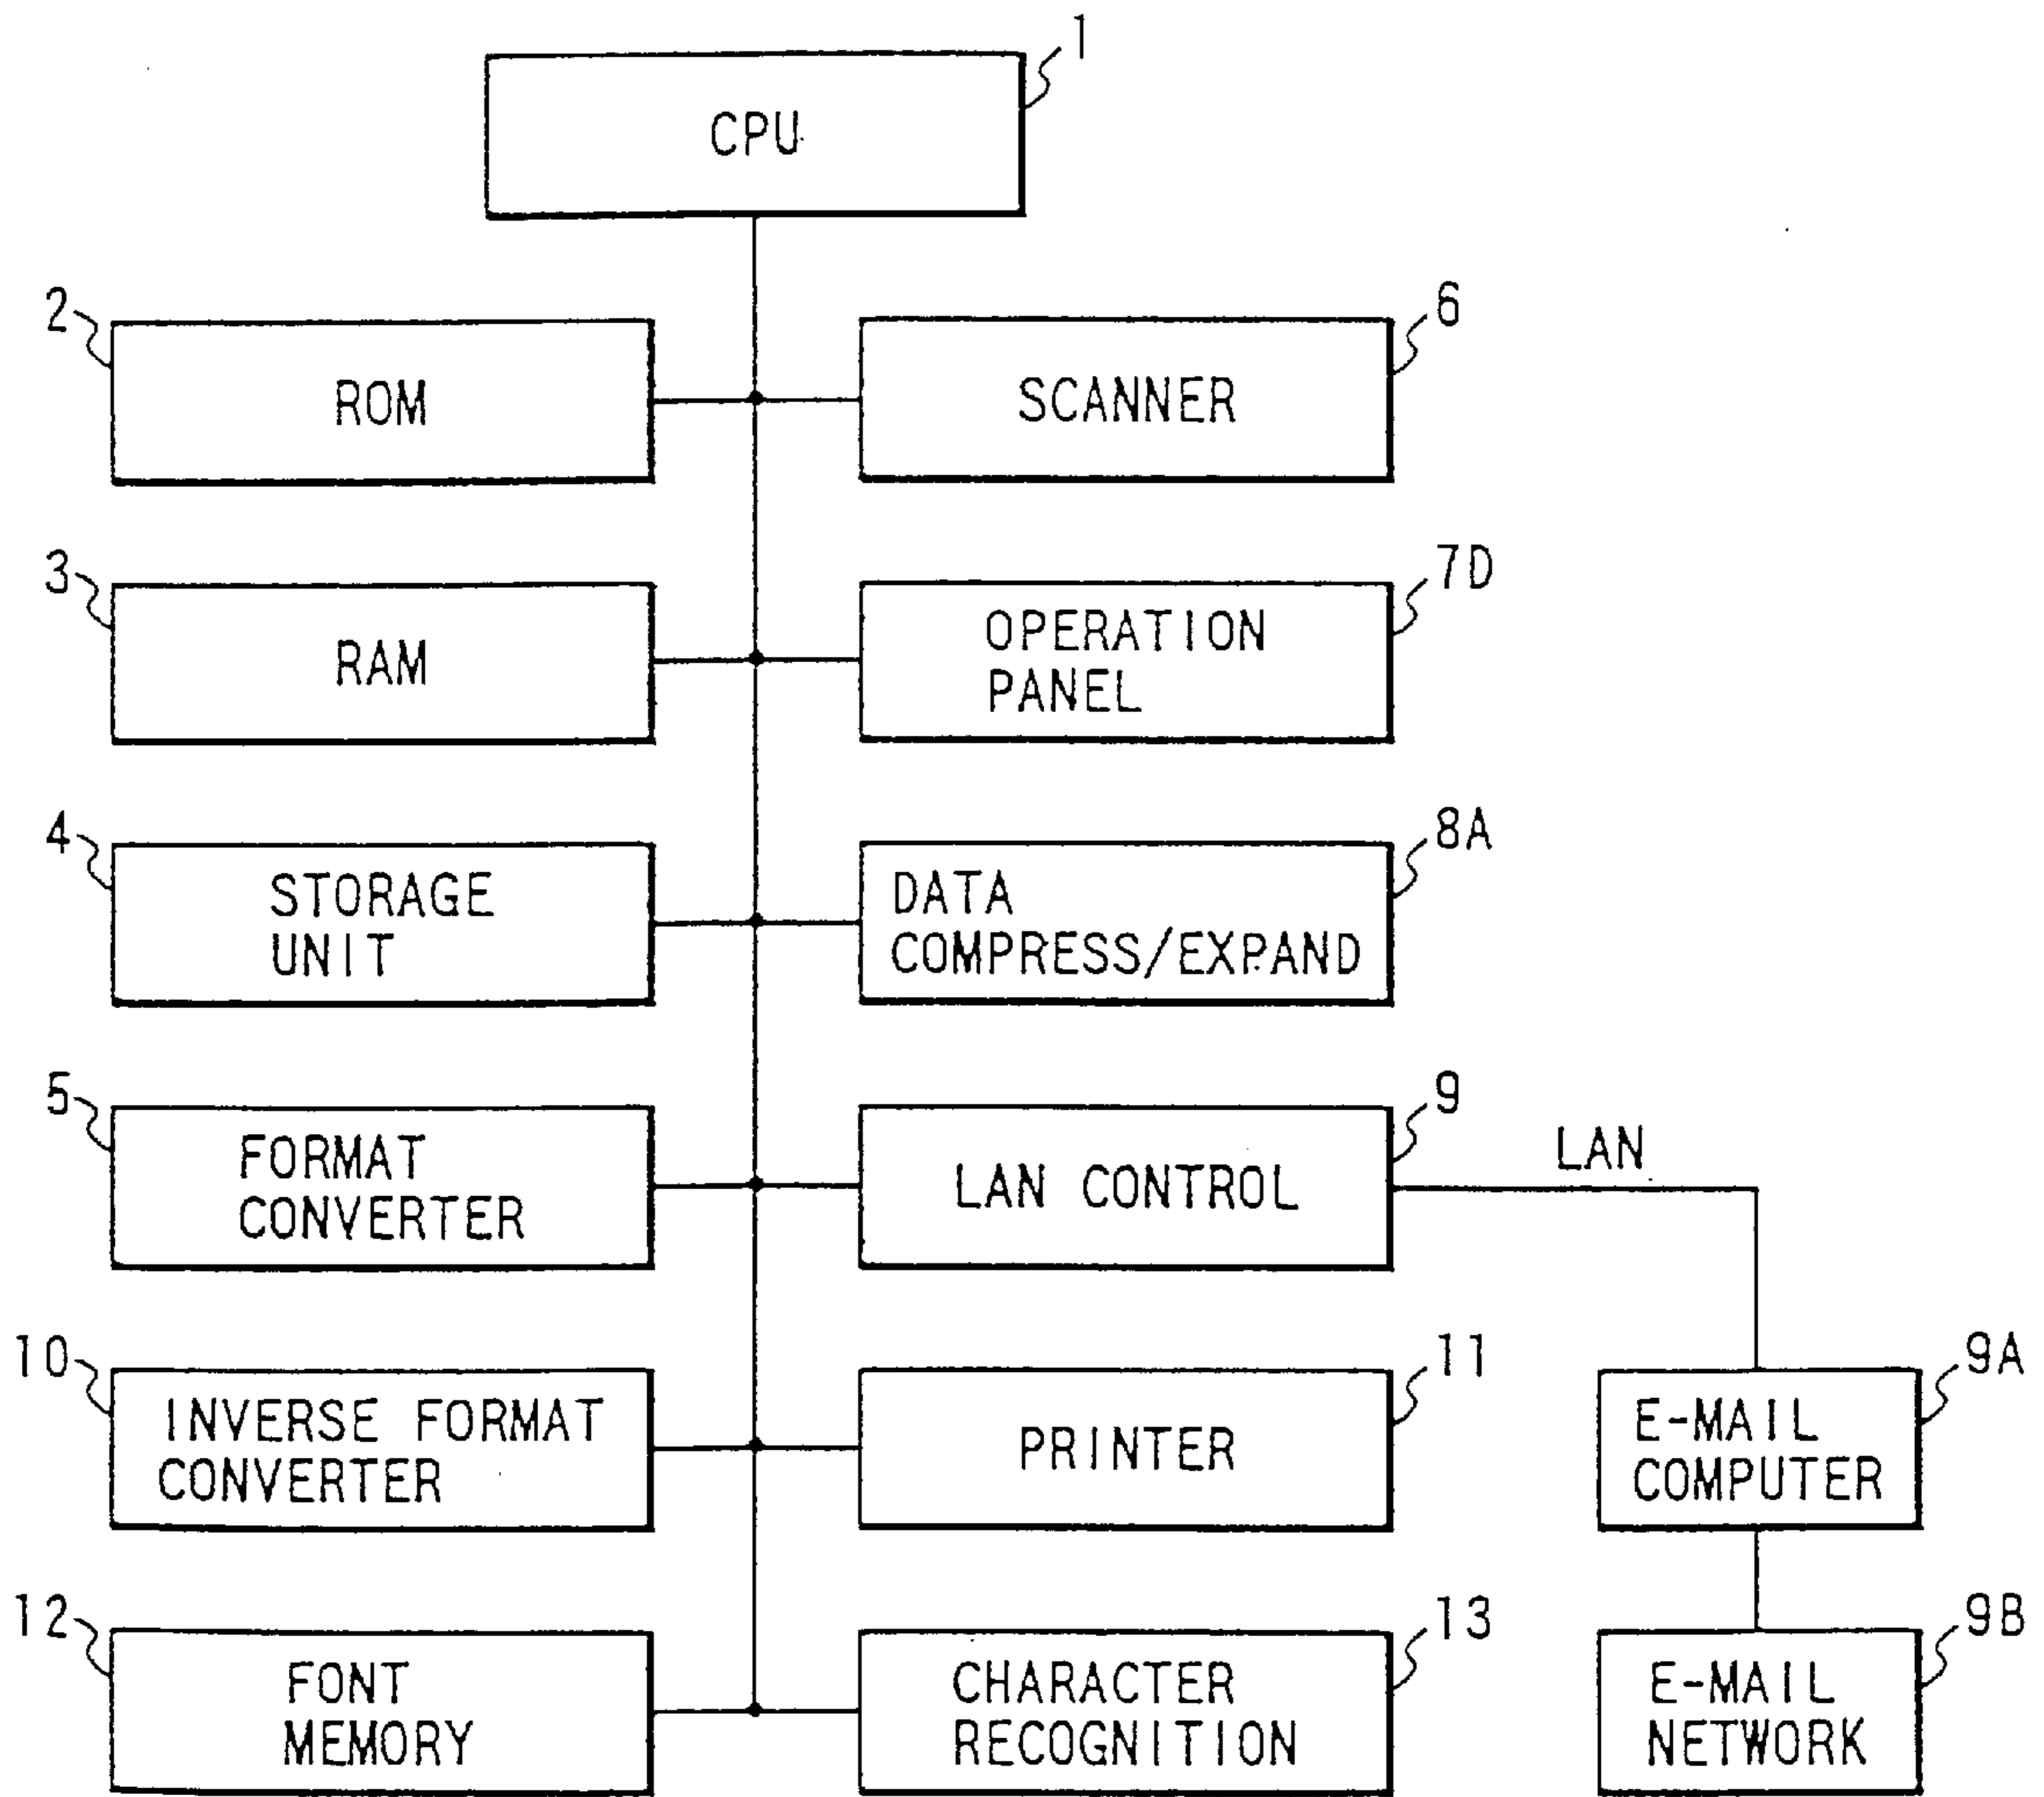 1
CPU
2
ROM
6
SCANNER
3
RAM
7D
OPERATION
PANEL
4
STORAGE
UNIT
8A
DATA
COMPRESS/EXPAND
5
FORMAT
CONVERTER
9
LAN CONTROL
LAN
10
INVERSE FORMAT
CONVERTER
11
PRINTER
9A
E-MAIL
COMPUTER
12
FONT
MEMORY
13
CHARACTER
RECOGNITION
9B
E-MAIL
NETWORK